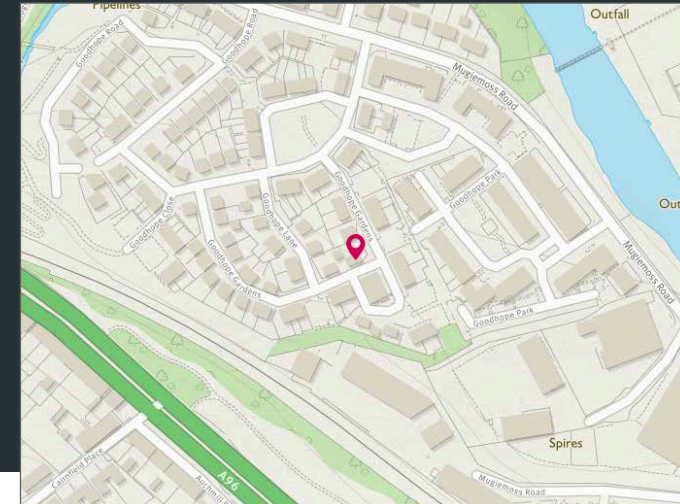 Pipelines
Outfall
Goodhope Road
Goodhope Road
Mugiemoss Road
Goodhope Park
Out
Goodhope Gardens
Goodhope Lane
Goodhope Close
Goodhope Gardens
Mugiemoss Road
Goodhope Park
Spires
Cairnfield Place
A96
Auchmill
Mugiemoss Road